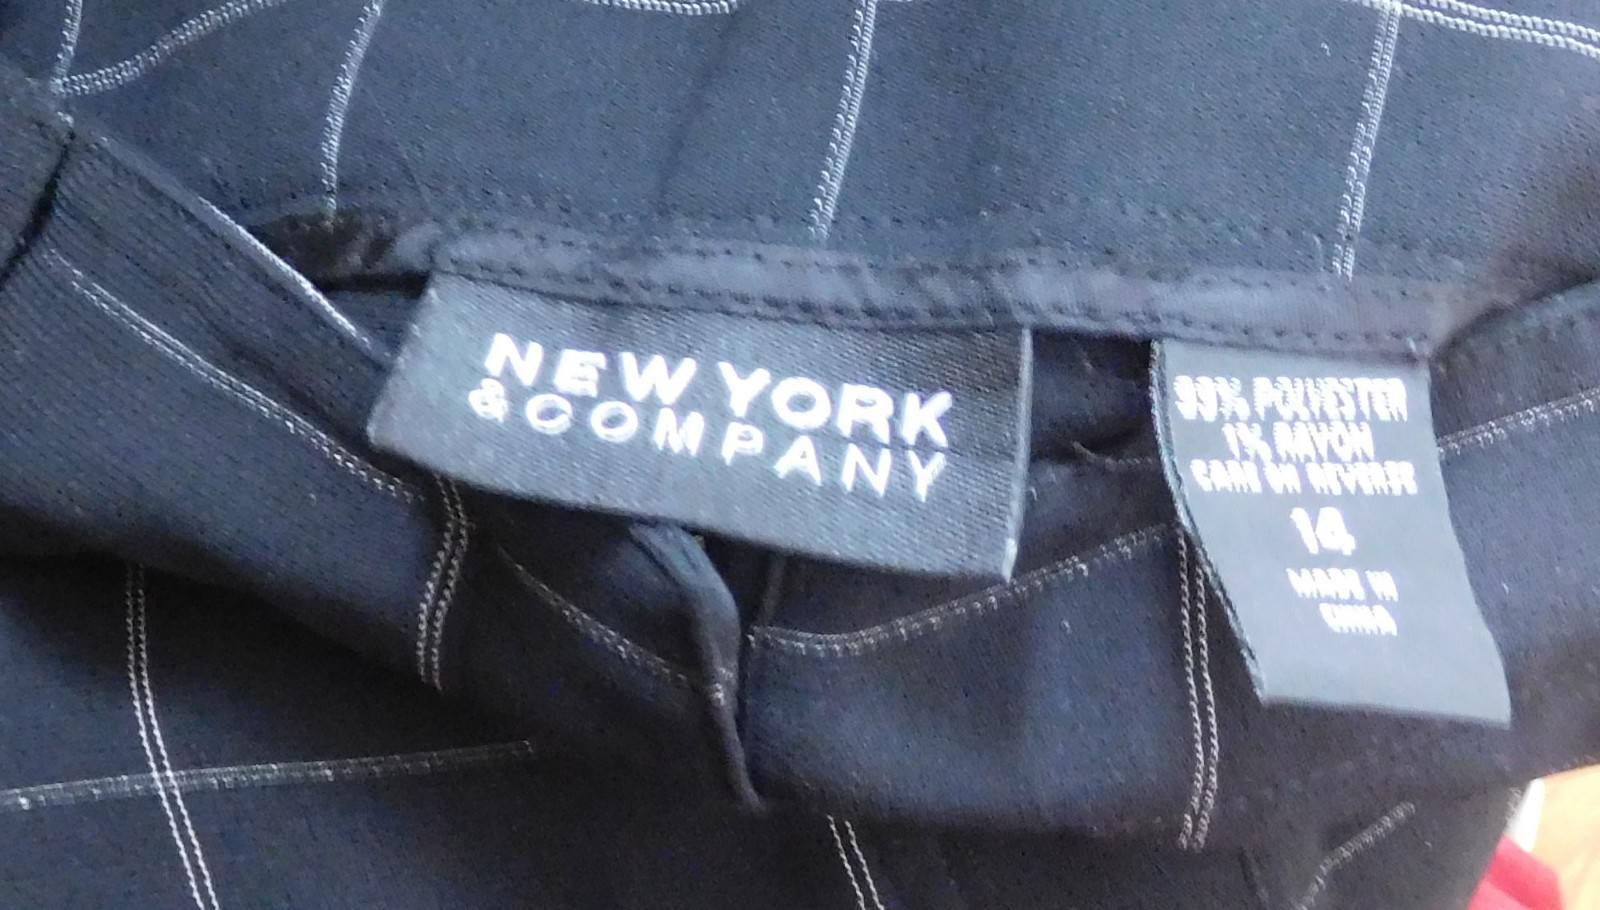 NEW YORK
& COMPANY
99% POLYESTER
1% RAYON
CARE ON REVERSE
14
MADE IN
CHINA